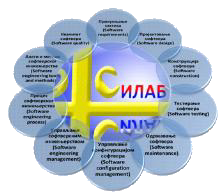 Прикупљање
захтева
(Software
requirements)
Пројектовање
софтвера
(Software design)
Конструкција
софтвера
(Software
construction)
Тестирање
софтвера
(Software testing)
Одржавање
софтвера
(Software
maintenance)
Управљање
конфигурацијом
софтвера
(Software
configuration
management)
Управљање
софтверским
инжењерством
(Software
engineering
management)
Процес
софтверског
инжењерства
(Software
engineering
process)
Алати и методе
софтверског
инжењерства
(Software
engineering tools
and methods)
Квалитет
софтвера
(Software quality)
СИЛАБ